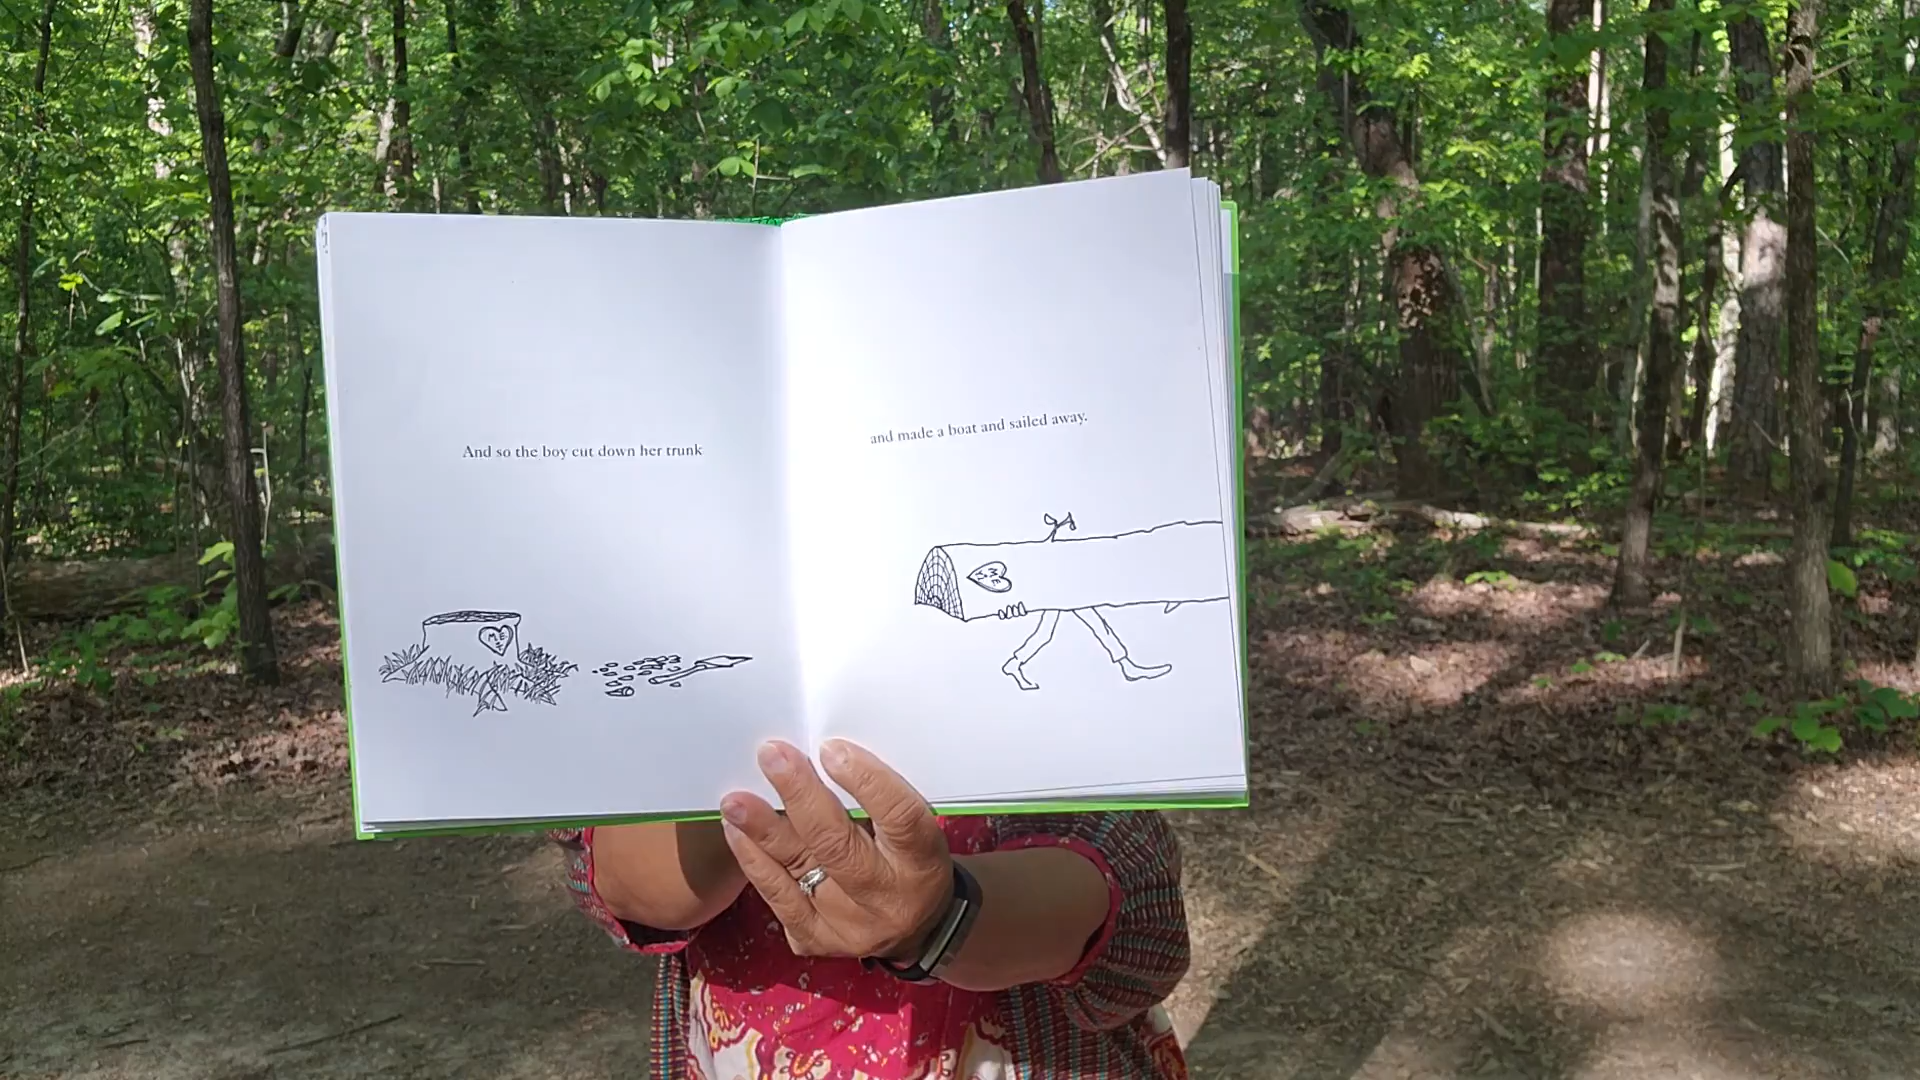 And so the boy cut down her trunk
and made a boat and sailed away.
M.E.
M.E.